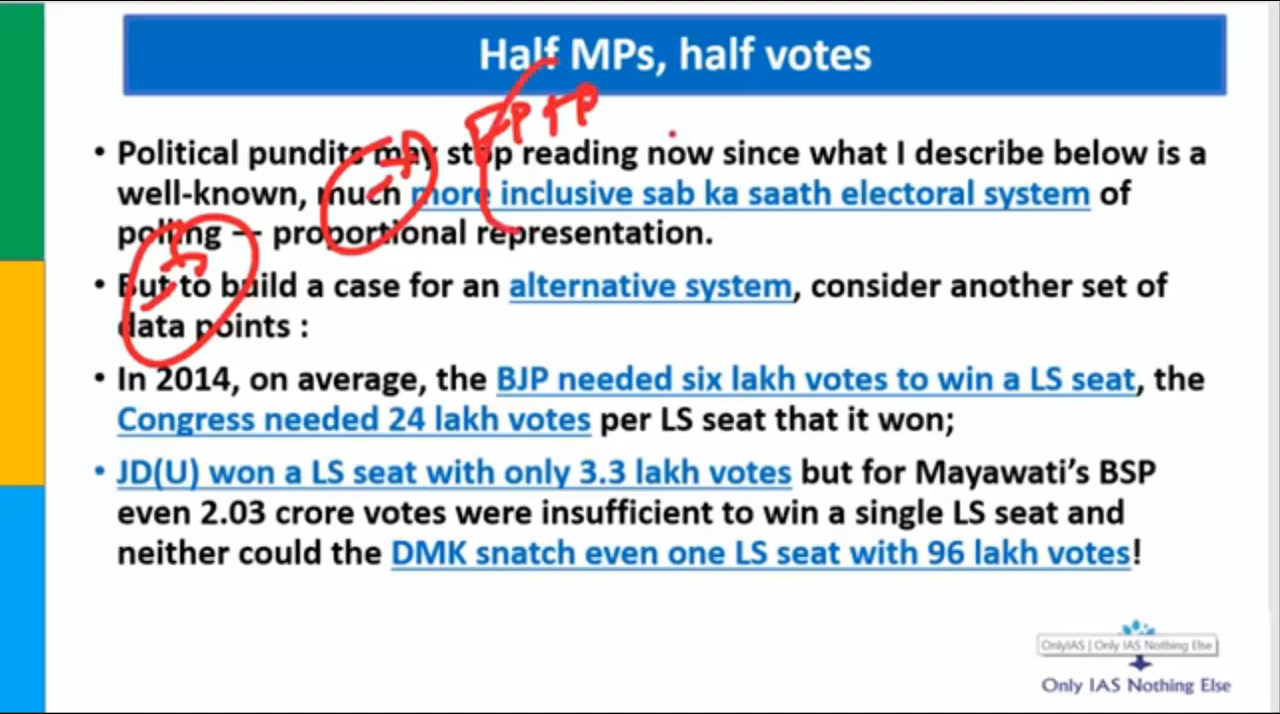 Half MPs, half votes
• Political pundits may stop reading now since what I describe below is a
well-known, much more inclusive sab ka saath electoral system of
polling – proportional representation.
• But to build a case for an alternative system, consider another set of
data points :
• In 2014, on average, the BJP needed six lakh votes to win a LS seat, the
Congress needed 24 lakh votes per LS seat that it won;
• JD(U) won a LS seat with only 3.3 lakh votes but for Mayawati's BSP
even 2.03 crore votes were insufficient to win a single LS seat and
neither could the DMK snatch even one LS seat with 96 lakh votes!
OnlyIAS | Only IAS Nothing Else
Only IAS Nothing Else